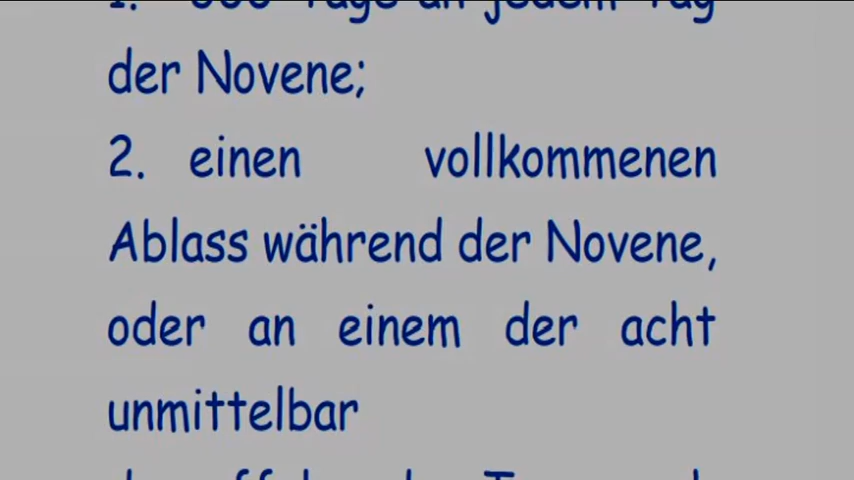 der Novene;
2. einen vollkommenen
Ablass während der Novene,
oder an einem der acht
unmittelbar